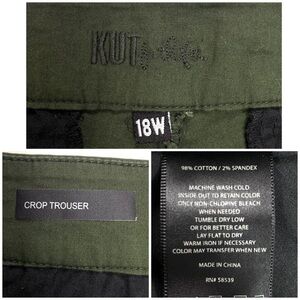 KUT
18W
CROP TROUSER
98% COTTON / 2% SPANDEX
MACHINE WASH COLD
INSIDE OUT TO RETAIN COLOR
ONLY NON-CHLORINE BLEACH
WHEN NEEDED
TUMBLE DRY LOW
OR FOR BETTER CARE
LAY FLAT TO DRY
WARM IRON IF NECESSARY
COLOR MAY TRANSFER WHEN NEW
MADE IN CHINA
RN# 58539